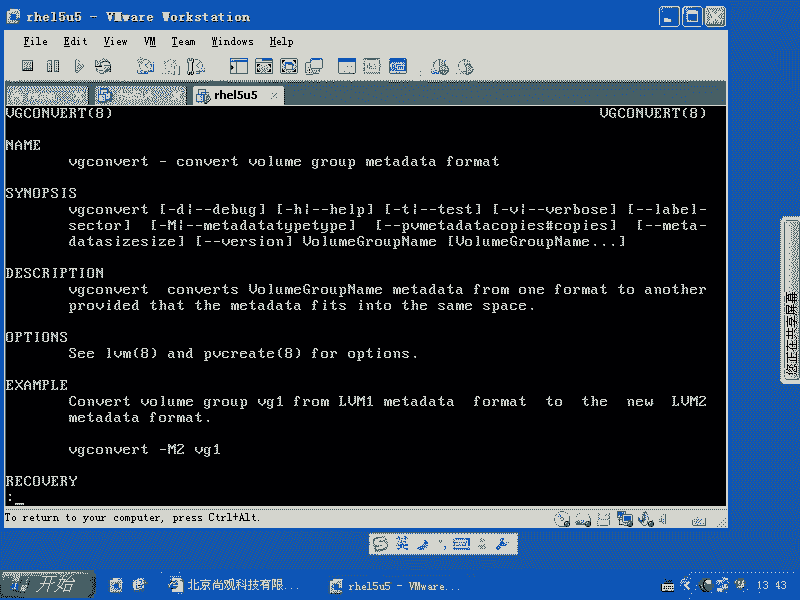 rhel5u5 - VMware Workstation
File Edit View VM Team Windows Help
rhel5u5
VGCONVERT(8) VGCONVERT(8)
NAME
vgconvert - convert volume group metadata format
SYNOPSIS
vgconvert [-d|--debug] [-h|--help] [-t|--test] [-v|--verbose] [--label-
sector] [-M|--metadatatypetype] [--pvmetadatacopies#copies] [--meta-
datasizesize] [--version] VolumeGroupName [VolumeGroupName...]
DESCRIPTION
vgconvert converts VolumeGroupName metadata from one format to another
provided that the metadata fits into the same space.
OPTIONS
See lvm(8) and pvcreate(8) for options.
EXAMPLE
Convert volume group vg1 from LVM1 metadata format to the new LVM2
metadata format.
vgconvert -M2 vg1
RECOVERY
:_
To return to your computer, press Ctrl+Alt.
您正在共享屏幕
英
开始
北京尚观科技有限...
rhel5u5 - VMware...
13 43